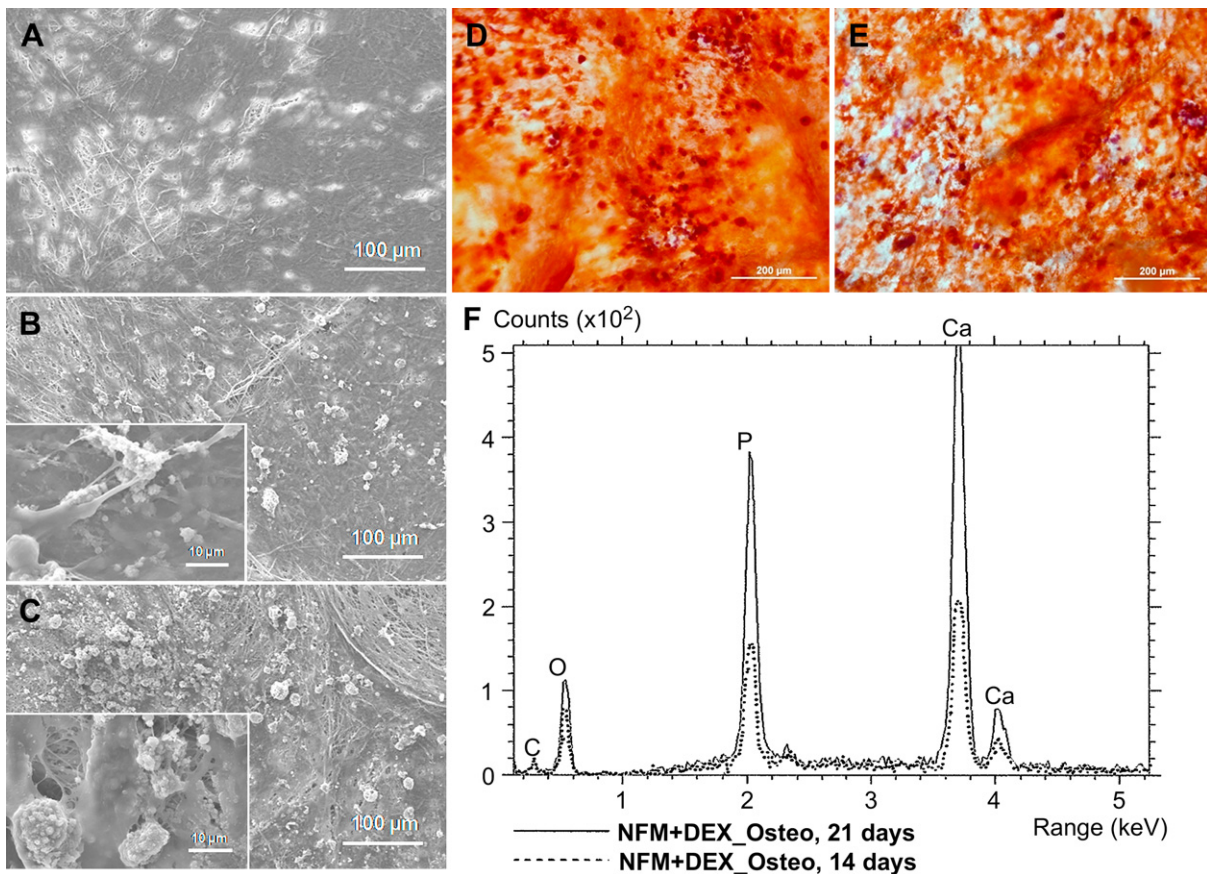 A
100 µm
B
10 µm
100 µm
C
10 µm
100 µm
D
200 µm
E
200 µm
F Counts (x10²)
Ca
5
4
P
3
2
O
1
Ca
C
0
1 2 3 4 5
NFM+DEX_Osteo, 21 days Range (keV)
NFM+DEX_Osteo, 14 days